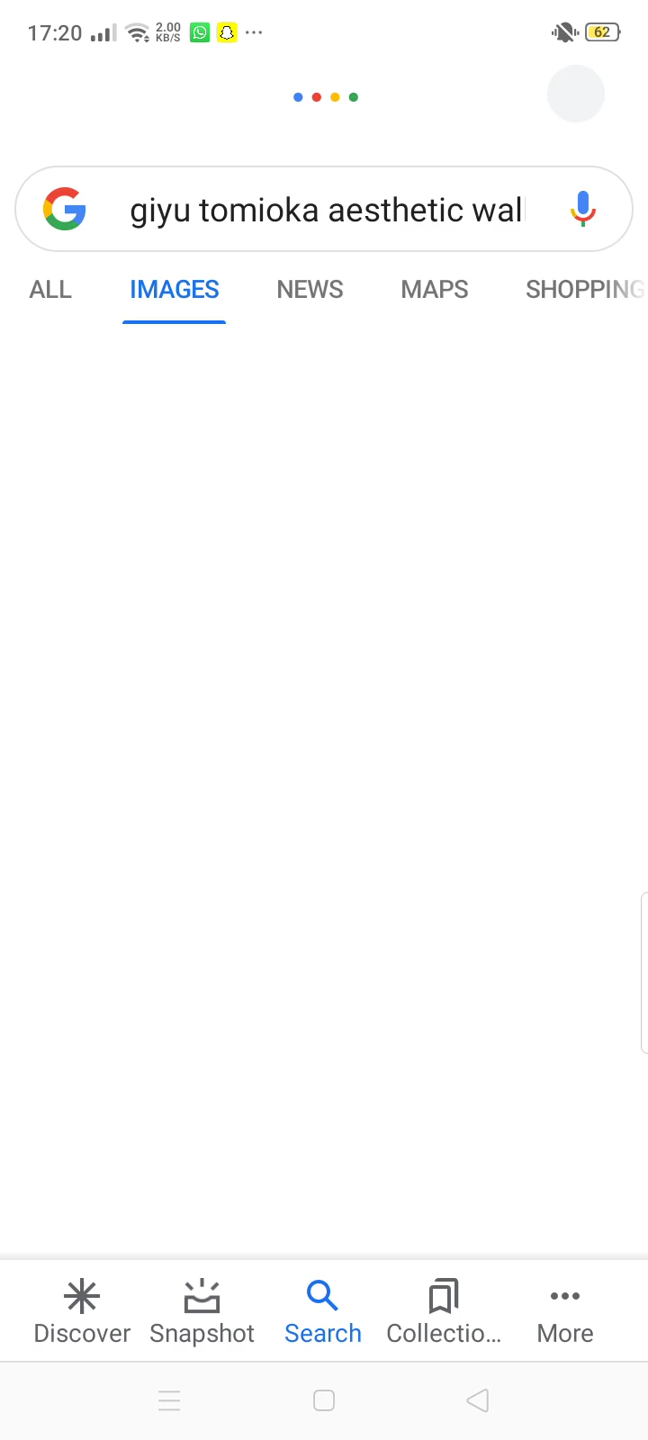 17:20 2.00 KB/S ... 62
giyu tomioka aesthetic wal
ALL IMAGES NEWS MAPS SHOPPING
Discover Snapshot Search Collectio... More